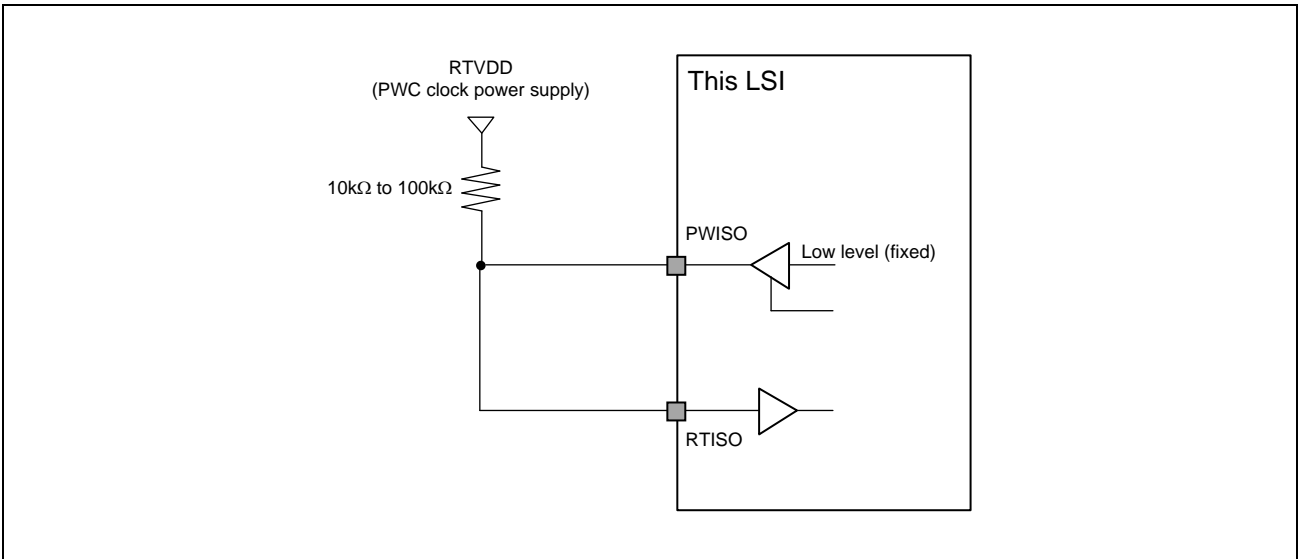 RTVDD
(PWC clock power supply)
This LSI
10kΩ to 100kΩ
PWISO
Low level (fixed)
RTISO